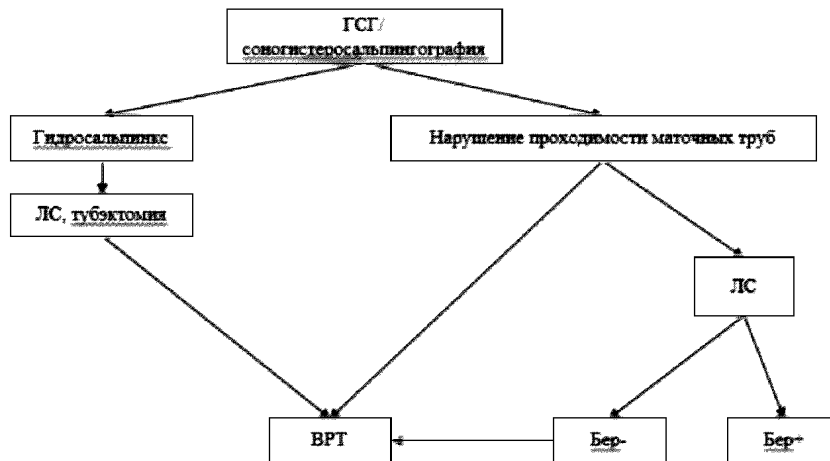 ГСГ/
соногистеросальпингография
Гидросальпинкс
Нарушение проходимости маточных труб
ЛС, тубэктомия
ЛС
ВРТ
Бер-
Бер+